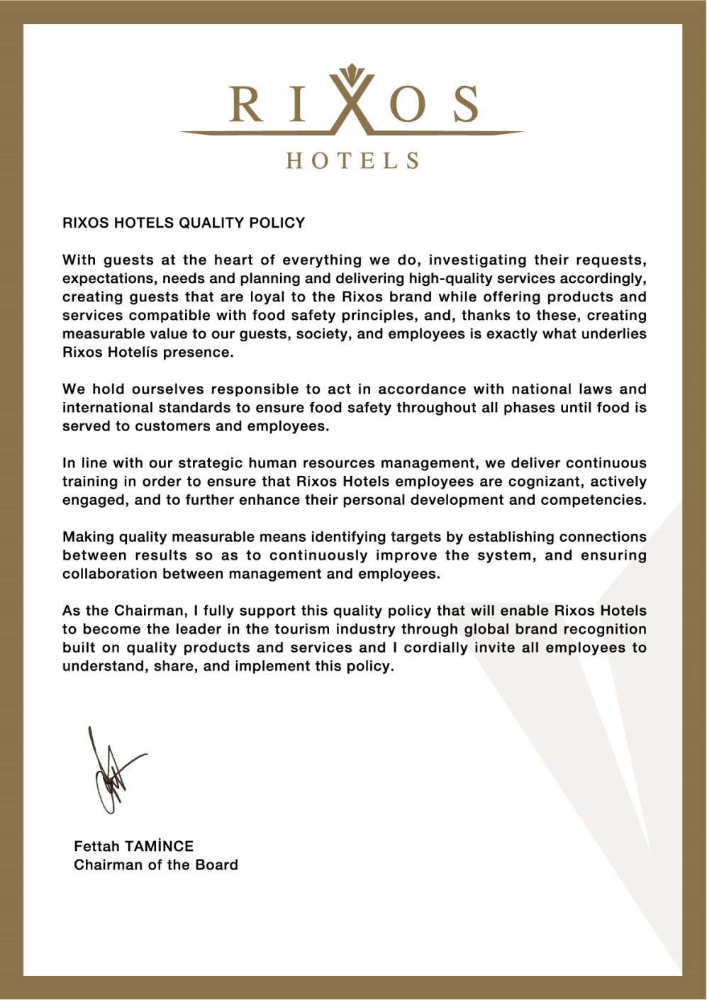 RIXOS
HOTELS
RIXOS HOTELS QUALITY POLICY
With guests at the heart of everything we do, investigating their requests,
expectations, needs and planning and delivering high-quality services accordingly,
creating guests that are loyal to the Rixos brand while offering products and
services compatible with food safety principles, and, thanks to these, creating
measurable value to our guests, society, and employees is exactly what underlies
Rixos Hotelís presence.
We hold ourselves responsible to act in accordance with national laws and
international standards to ensure food safety throughout all phases until food is
served to customers and employees.
In line with our strategic human resources management, we deliver continuous
training in order to ensure that Rixos Hotels employees are cognizant, actively
engaged, and to further enhance their personal development and competencies.
Making quality measurable means identifying targets by establishing connections
between results so as to continuously improve the system, and ensuring
collaboration between management and employees.
As the Chairman, I fully support this quality policy that will enable Rixos Hotels
to become the leader in the tourism industry through global brand recognition
built on quality products and services and I cordially invite all employees to
understand, share, and implement this policy.
Fettah TAMİNCE
Chairman of the Board